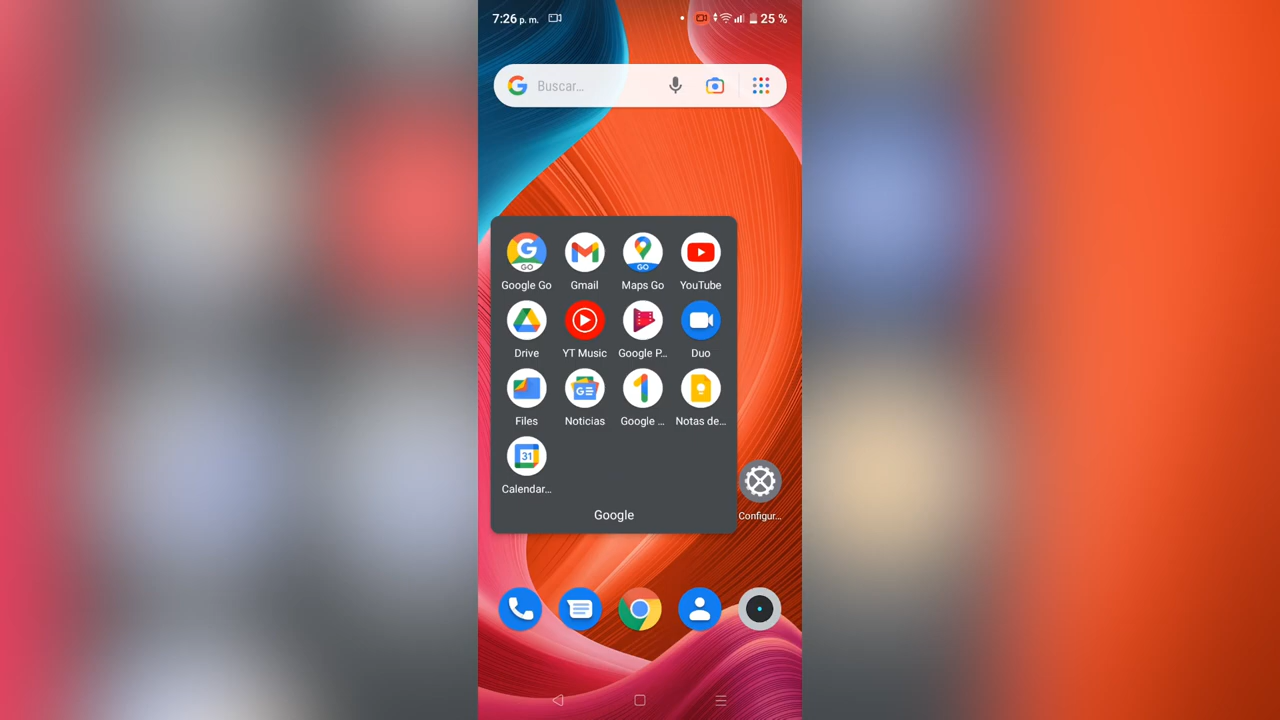 7:26 p. m. 25 %
Buscar...
Google Go Gmail Maps Go YouTube
Drive YT Music Google P... Duo
Files Noticias Google ... Notas de...
Calendar...
Google
Configur...